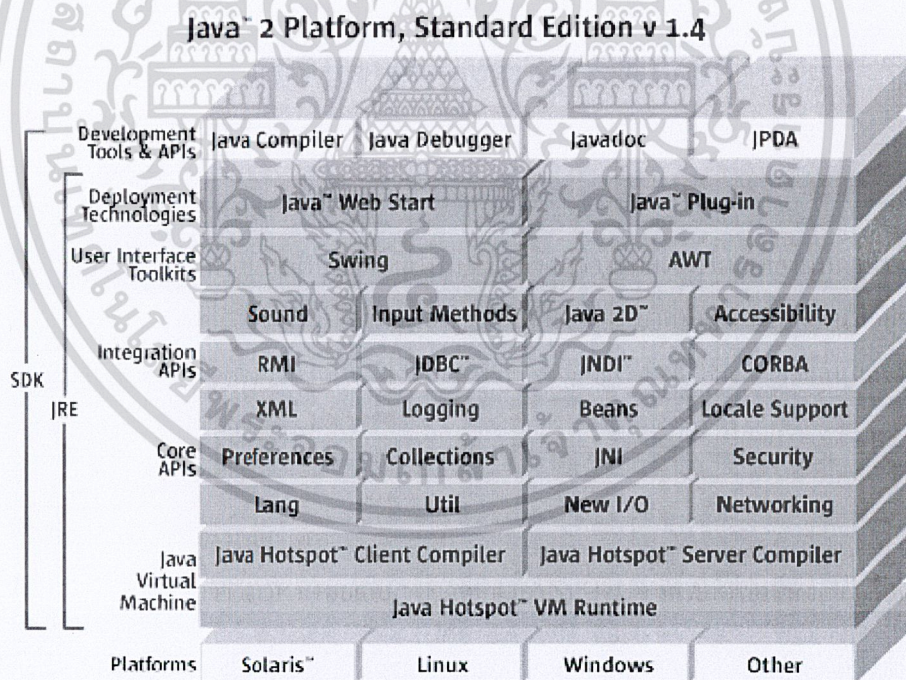 Java™ 2 Platform, Standard Edition v 1.4
Development Tools & APIs
Java Compiler
Java Debugger
Javadoc
JPDA
Deployment Technologies
Java™ Web Start
Java™ Plug-in
User Interface Toolkits
Swing
AWT
Sound
Input Methods
Java 2D™
Accessibility
Integration APIs
RMI
JDBC™
JNDI™
CORBA
SDK
JRE
XML
Logging
Beans
Locale Support
Core APIs
Preferences
Collections
JNI
Security
Lang
Util
New I/O
Networking
Java Virtual Machine
Java Hotspot™ Client Compiler
Java Hotspot™ Server Compiler
Java Hotspot™ VM Runtime
Platforms
Solaris™
Linux
Windows
Other